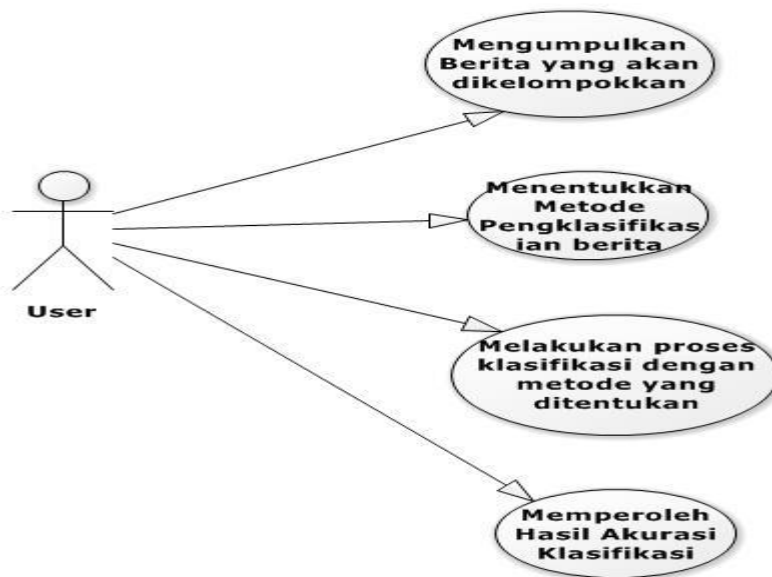 Mengumpulkan
Berita yang akan
dikelompokkan
Menentukkan
Metode
Pengklasifikas
ian berita
User
Melakukan proses
klasifikasi dengan
metode yang
ditentukan
Memperoleh
Hasil Akurasi
Klasifikasi